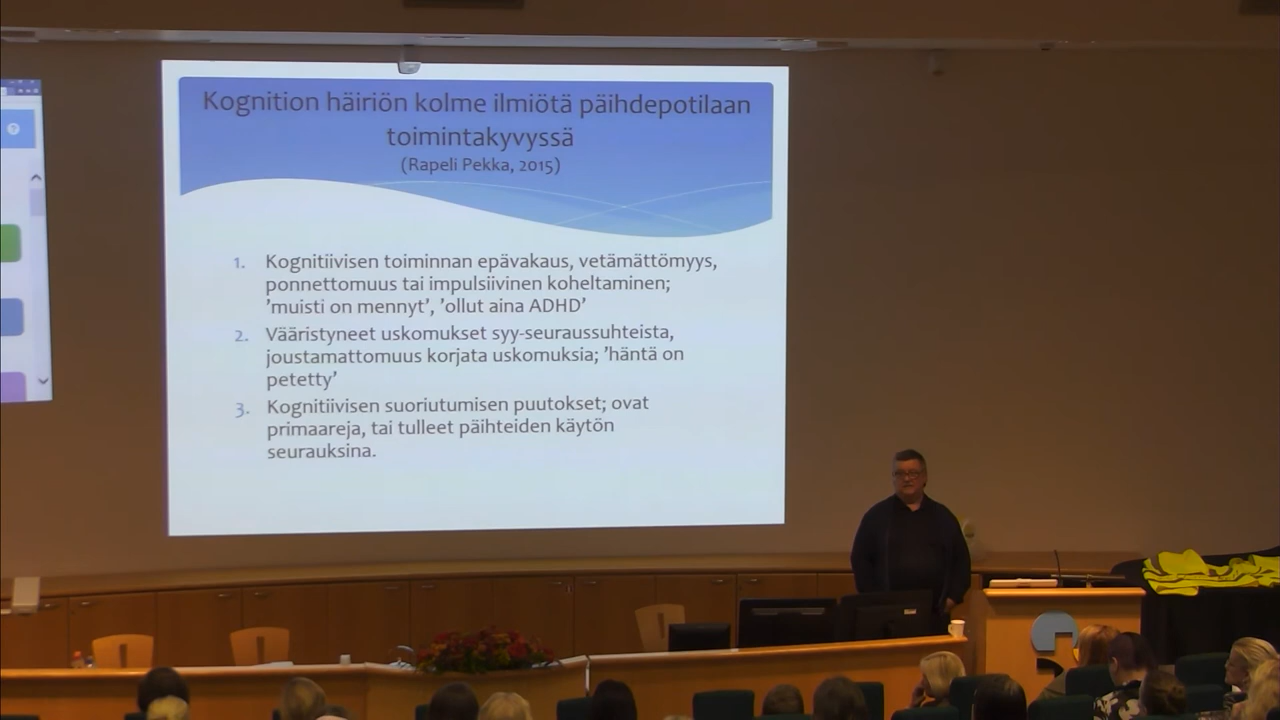 Kognition häiriön kolme ilmiötä päihdepotilaan
toimintakyvyssä
(Rapeli Pekka, 2015)
1. Kognitiivisen toiminnan epävakaus, vetämättömyys,
ponnettomuus tai impulsiivinen koheltaminen;
’muisti on mennyt’, ’ollut aina ADHD’
2. Vääristyneet uskomukset syy-seuraussuhteista,
joustamattomuus korjata uskomuksia; ’häntä on
petetty’
3. Kognitiivisen suoriutumisen puutokset; ovat
primaareja, tai tulleet päihteiden käytön
seurauksina.